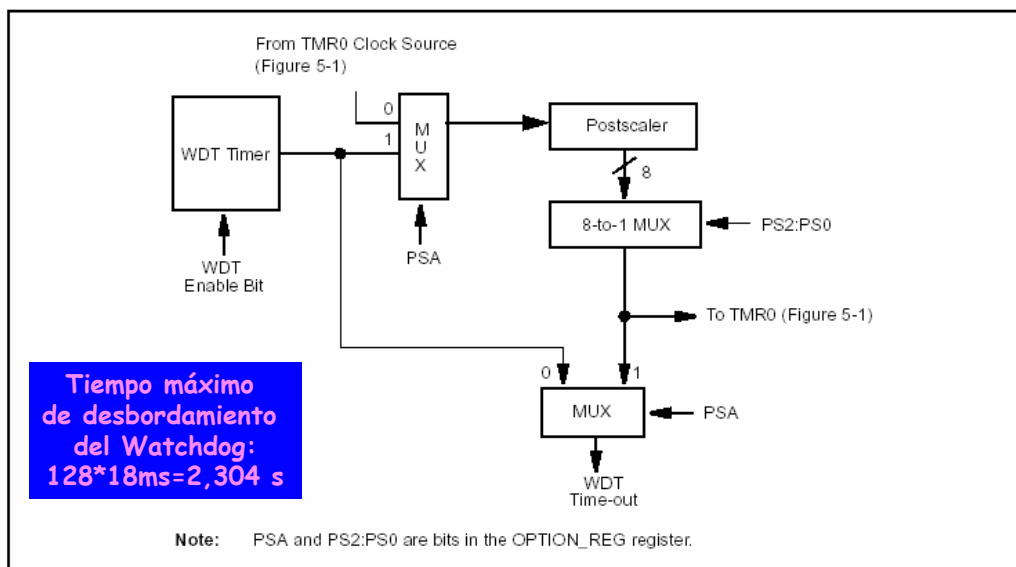 From TMR0 Clock Source
(Figure 5-1)
0
1
M
U
X
WDT Timer
Postscaler
8
8-to-1 MUX
PS2:PS0
PSA
WDT
Enable Bit
To TMR0 (Figure 5-1)
0
1
MUX
PSA
WDT
Time-out
Tiempo máximo
de desbordamiento
del Watchdog:
128*18ms=2,304 s
Note: PSA and PS2:PS0 are bits in the OPTION_REG register.